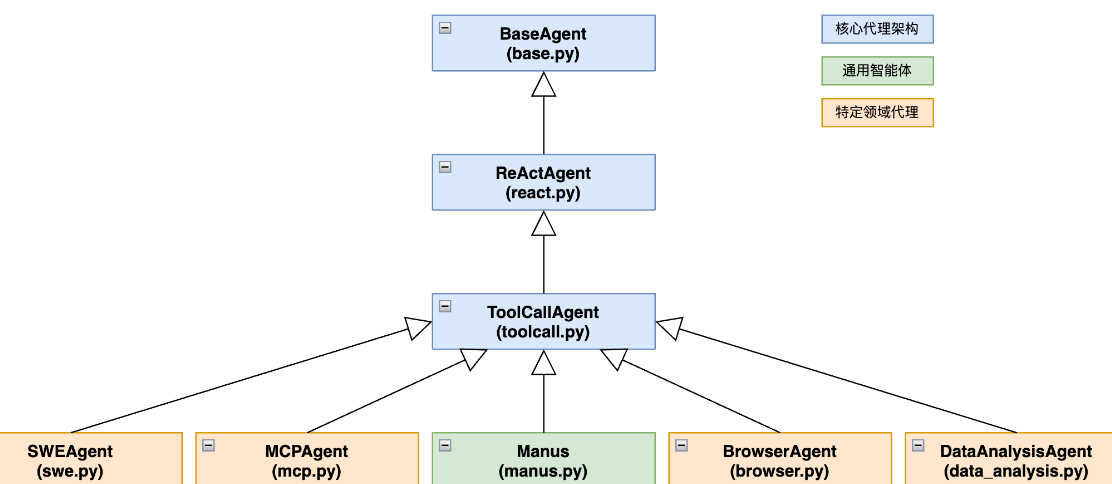 BaseAgent
(base.py)
核心代理架构
通用智能体
特定领域代理
ReActAgent
(react.py)
ToolCallAgent
(toolcall.py)
SWEAgent
(swe.py)
MCPAgent
(mcp.py)
Manus
(manus.py)
BrowserAgent
(browser.py)
DataAnalysisAgent
(data_analysis.py)